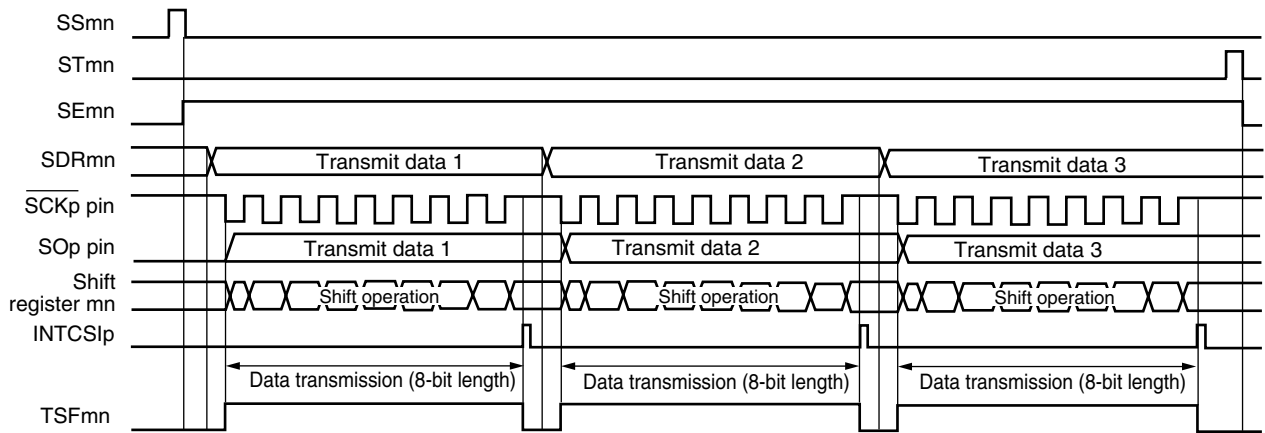 SSmn
STmn
SEmn
SDRmn Transmit data 1 Transmit data 2 Transmit data 3
SCKp pin
SOp pin Transmit data 1 Transmit data 2 Transmit data 3
Shift
register mn Shift operation Shift operation Shift operation
INTCSIp
Data transmission (8-bit length) Data transmission (8-bit length) Data transmission (8-bit length)
TSFmn